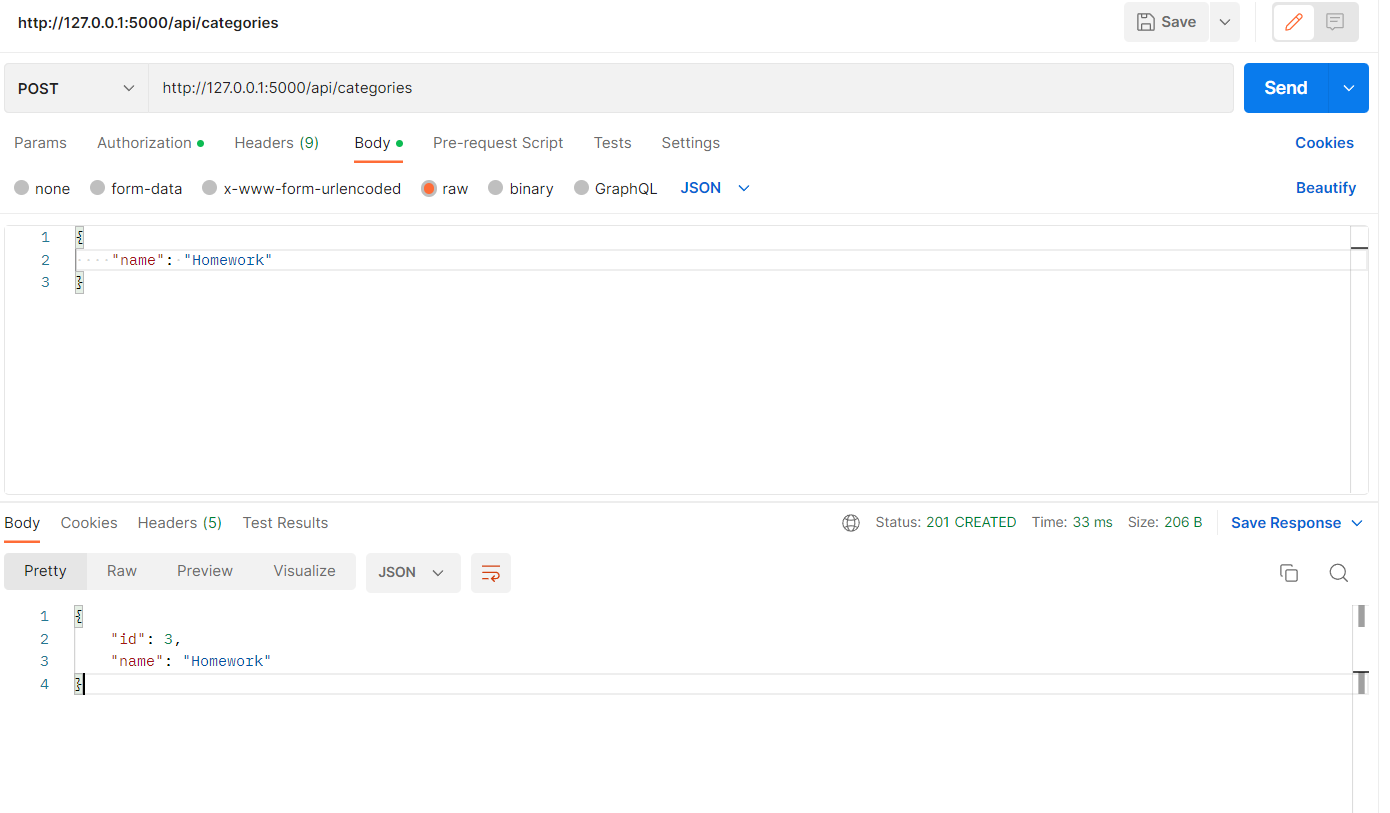 http://127.0.0.1:5000/api/categories Save
POST http://127.0.0.1:5000/api/categories Send
Params Authorization Headers (9) Body Pre-request Script Tests Settings Cookies
none form-data x-www-form-urlencoded raw binary GraphQL JSON Beautify
1 {
2 "name": "Homework"
3 }
Body Cookies Headers (5) Test Results Status: 201 CREATED Time: 33 ms Size: 206 B Save Response
Pretty Raw Preview Visualize JSON
1 {
2 "id": 3,
3 "name": "Homework"
4 }